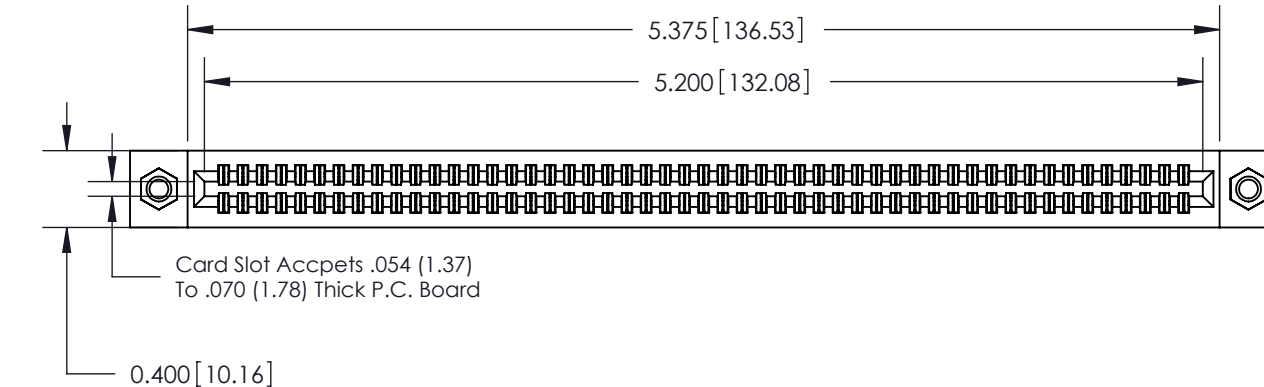 5.375[136.53]
5.200[132.08]
Card Slot Accpets .054 (1.37)
To .070 (1.78) Thick P.C. Board
0.400[10.16]